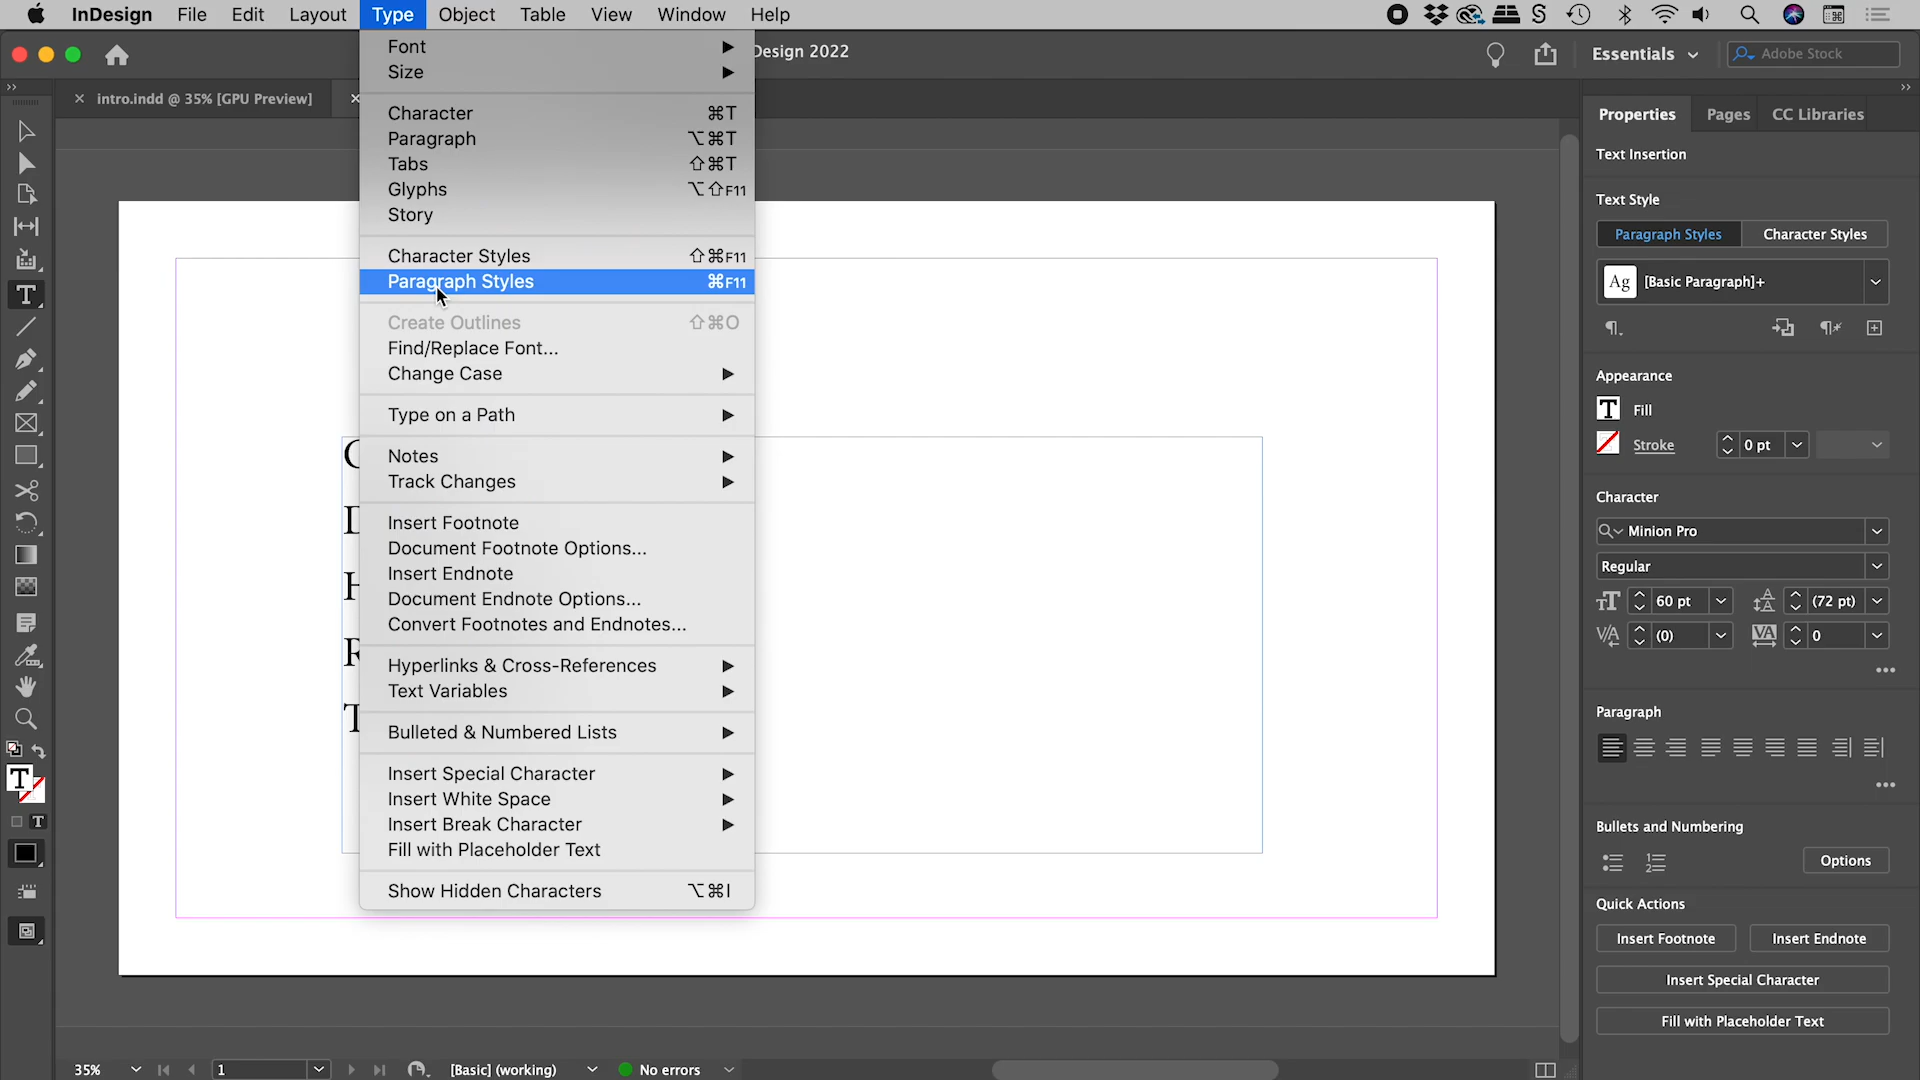 InDesign File Edit Layout Type Object Table View Window Help
Design 2022
Essentials
Adobe Stock
intro.indd @ 35% [GPU Preview]
Font
Size
Character ⌘T
Paragraph ⌥⌘T
Tabs ⇧⌘T
Glyphs ⌥⇧F11
Story
Character Styles ⇧⌘F11
Paragraph Styles ⌘F11
Create Outlines ⇧⌘O
Find/Replace Font...
Change Case
Type on a Path
Notes
Track Changes
Insert Footnote
Document Footnote Options...
Insert Endnote
Document Endnote Options...
Convert Footnotes and Endnotes...
Hyperlinks & Cross-References
Text Variables
Bulleted & Numbered Lists
Insert Special Character
Insert White Space
Insert Break Character
Fill with Placeholder Text
Show Hidden Characters ⌥⌘I
Properties Pages CC Libraries
Text Insertion
Text Style
Paragraph Styles Character Styles
Ag [Basic Paragraph]+
Appearance
Fill
Stroke 0 pt
Character
Minion Pro
Regular
60 pt (72 pt)
(0) 0
Paragraph
Bullets and Numbering
Options
Quick Actions
Insert Footnote Insert Endnote
Insert Special Character
Fill with Placeholder Text
35% 1 [Basic] (working) No errors